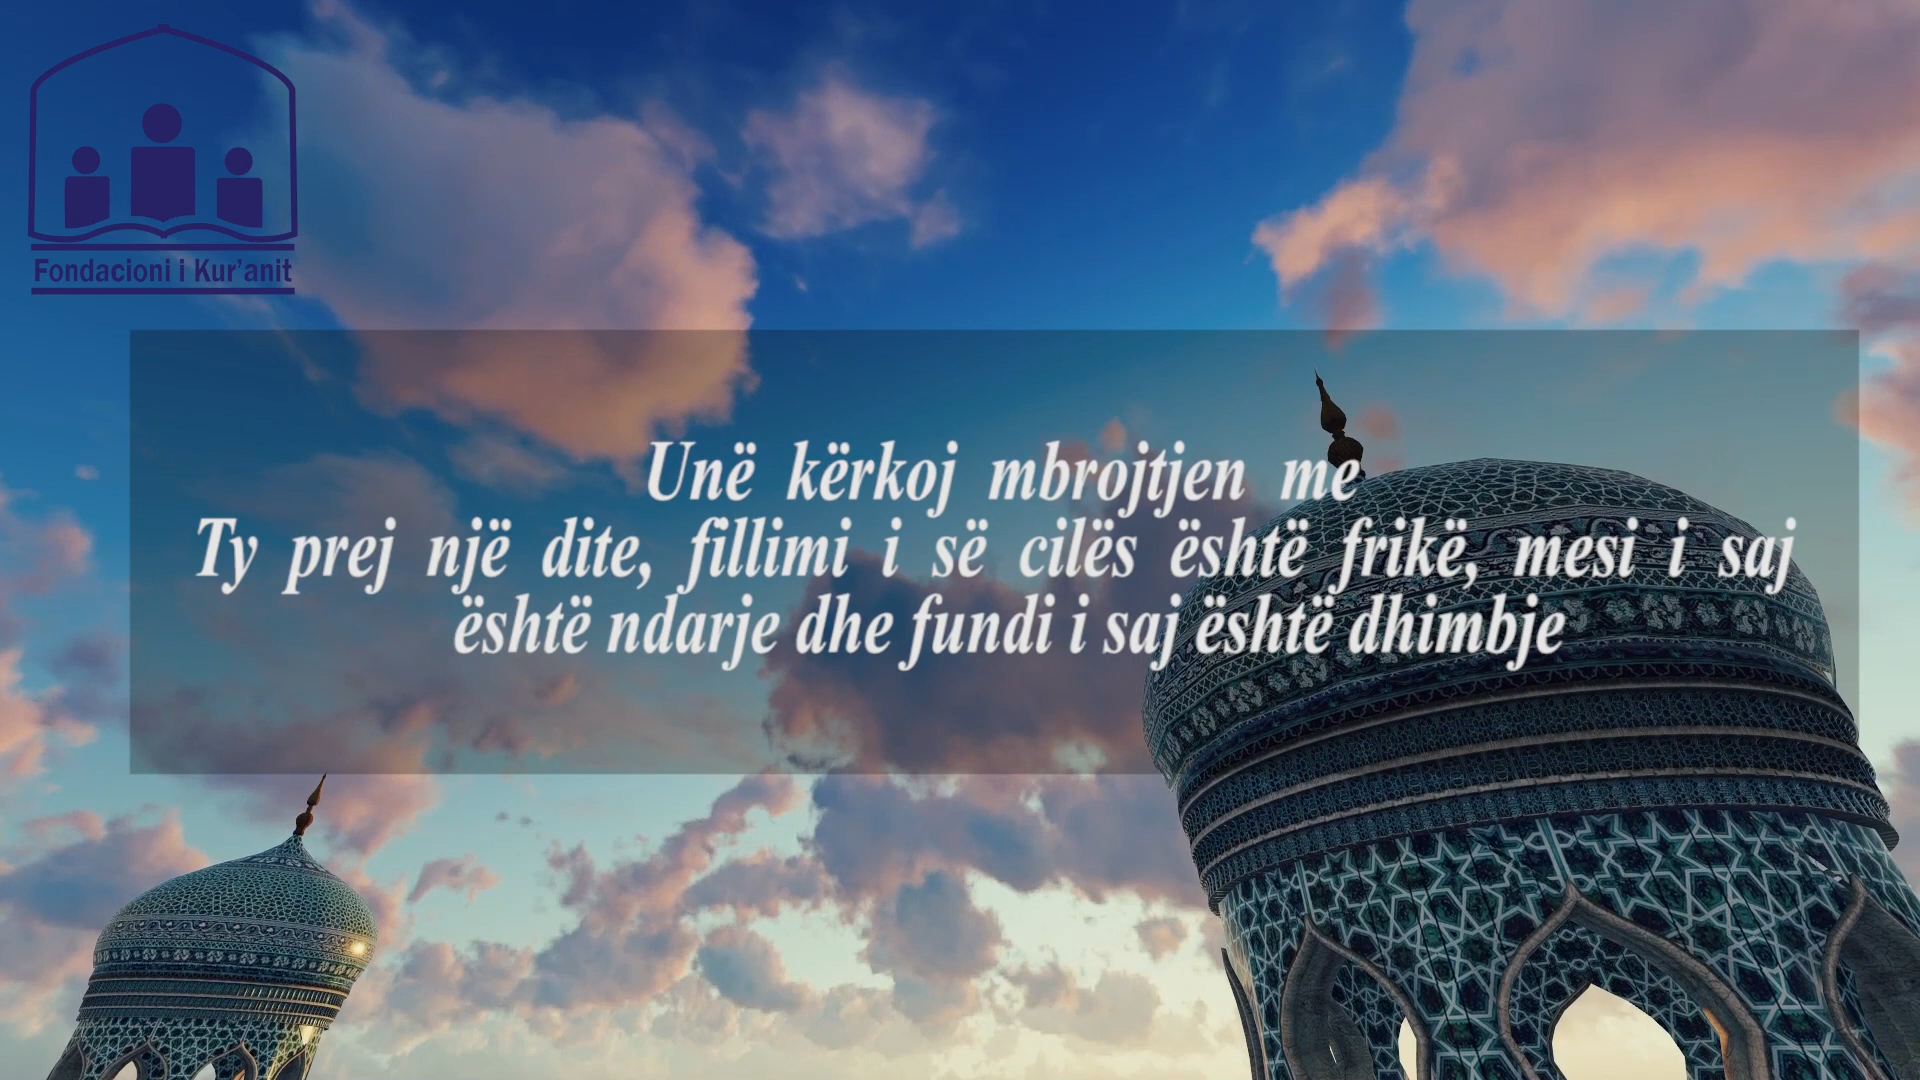 Fondacioni i Kur'anit
Unë kërkoj mbrojtjen me
Ty prej një dite, fillimi i së cilës është frikë, mesi i saj
është ndarje dhe fundi i saj është dhimbje